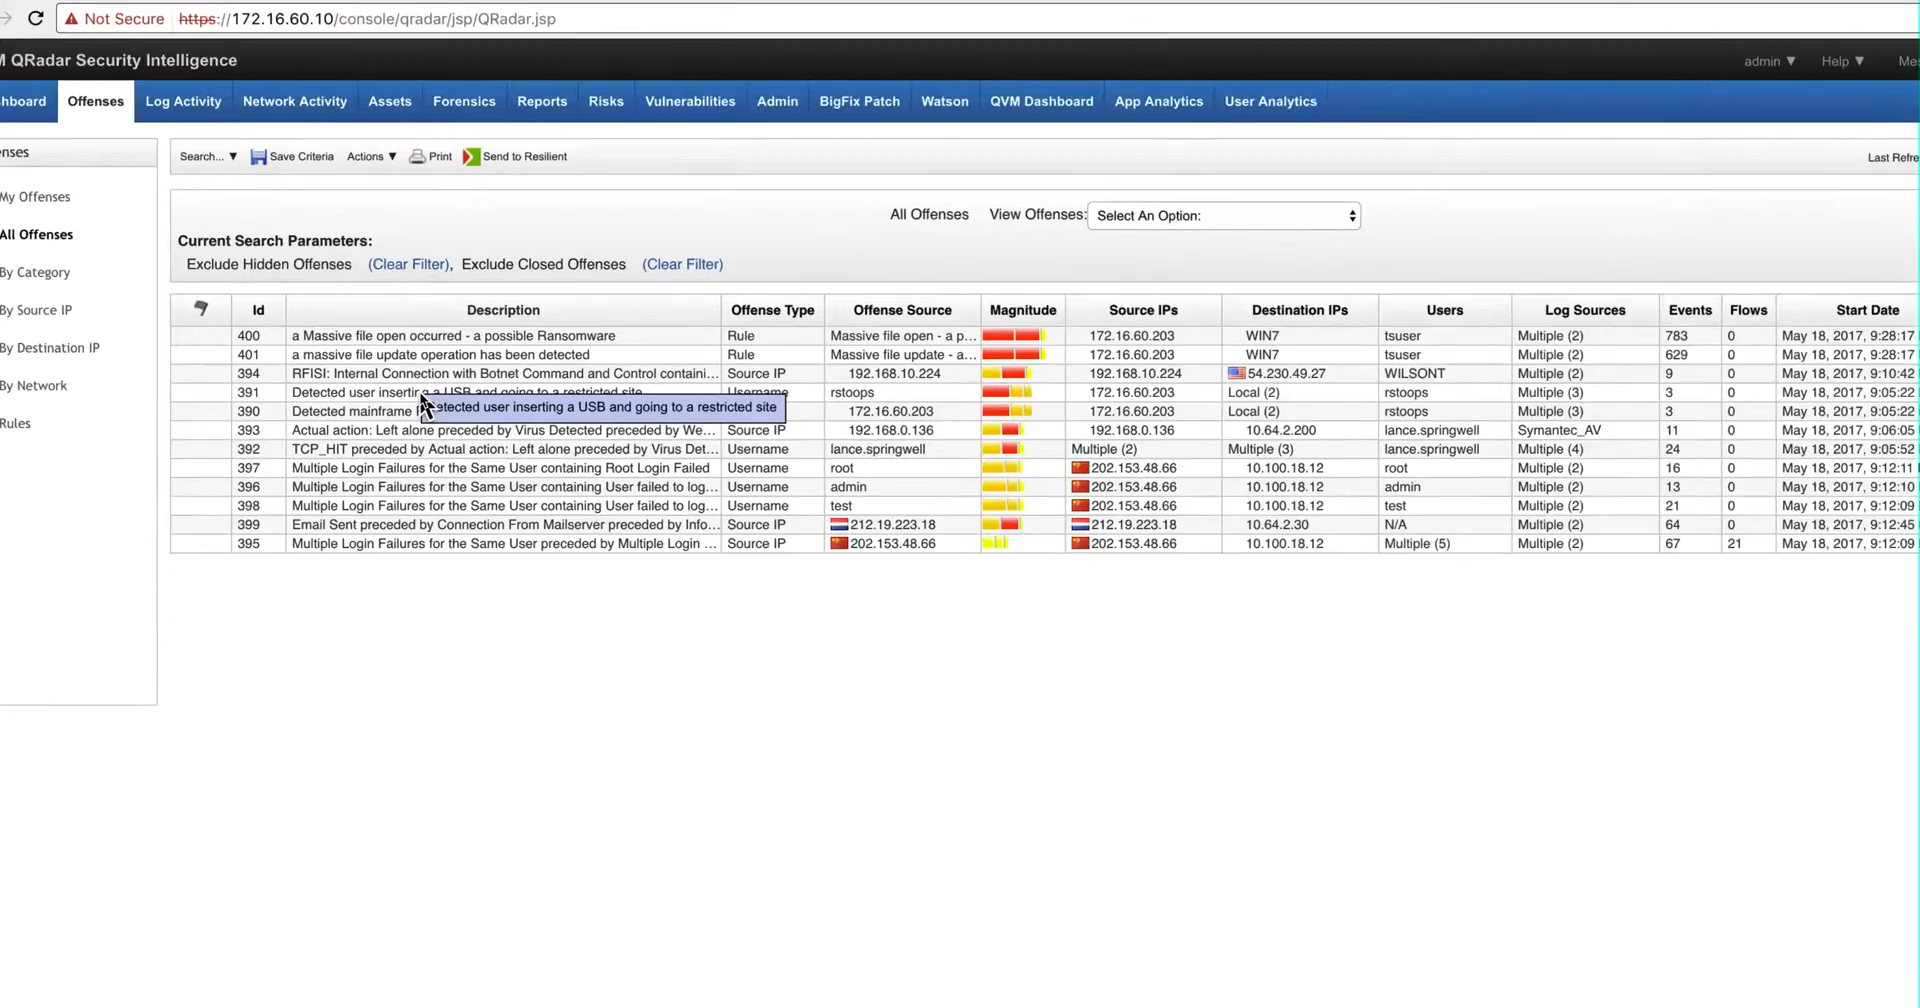 Not Secure https://172.16.60.10/console/qradar/jsp/QRadar.jsp
M QRadar Security Intelligence admin ▼ Help ▼ Mes
hboard Offenses Log Activity Network Activity Assets Forensics Reports Risks Vulnerabilities Admin BigFix Patch Watson QVM Dashboard App Analytics User Analytics
enses
My Offenses
All Offenses
By Category
By Source IP
By Destination IP
By Network
Rules
Search... ▼ Save Criteria Actions ▼ Print Send to Resilient Last Refre
All Offenses View Offenses: Select An Option:
Current Search Parameters:
Exclude Hidden Offenses (Clear Filter), Exclude Closed Offenses (Clear Filter)
Id Description Offense Type Offense Source Magnitude Source IPs Destination IPs Users Log Sources Events Flows Start Date
400 a Massive file open occurred - a possible Ransomware Rule Massive file open - a p... 172.16.60.203 WIN7 tsuser Multiple (2) 783 0 May 18, 2017, 9:28:17
401 a massive file update operation has been detected Rule Massive file update - a... 172.16.60.203 WIN7 tsuser Multiple (2) 629 0 May 18, 2017, 9:28:17
394 RFISI: Internal Connection with Botnet Command and Control containi... Source IP 192.168.10.224 192.168.10.224 54.230.49.27 WILSONT Multiple (2) 9 0 May 18, 2017, 9:10:42
391 Detected user inserting a USB and going to a restricted site Username rstoops 172.16.60.203 Local (2) rstoops Multiple (3) 3 0 May 18, 2017, 9:05:22
etected user inserting a USB and going to a restricted site
390 Detected mainframe 172.16.60.203 172.16.60.203 Local (2) rstoops Multiple (3) 3 0 May 18, 2017, 9:05:22
393 Actual action: Left alone preceded by Virus Detected preceded by We... Source IP 192.168.0.136 192.168.0.136 10.64.2.200 lance.springwell Symantec_AV 11 0 May 18, 2017, 9:06:05
392 TCP_HIT preceded by Actual action: Left alone preceded by Virus Det... Username lance.springwell Multiple (2) Multiple (3) lance.springwell Multiple (4) 24 0 May 18, 2017, 9:05:52
397 Multiple Login Failures for the Same User containing Root Login Failed Username root 202.153.48.66 10.100.18.12 root Multiple (2) 16 0 May 18, 2017, 9:12:11
396 Multiple Login Failures for the Same User containing User failed to log... Username admin 202.153.48.66 10.100.18.12 admin Multiple (2) 13 0 May 18, 2017, 9:12:10
398 Multiple Login Failures for the Same User containing User failed to log... Username test 202.153.48.66 10.100.18.12 test Multiple (2) 21 0 May 18, 2017, 9:12:09
399 Email Sent preceded by Connection From Mailserver preceded by Info... Source IP 212.19.223.18 212.19.223.18 10.64.2.30 N/A Multiple (2) 64 0 May 18, 2017, 9:12:45
395 Multiple Login Failures for the Same User preceded by Multiple Login ... Source IP 202.153.48.66 202.153.48.66 10.100.18.12 Multiple (5) Multiple (2) 67 21 May 18, 2017, 9:12:09